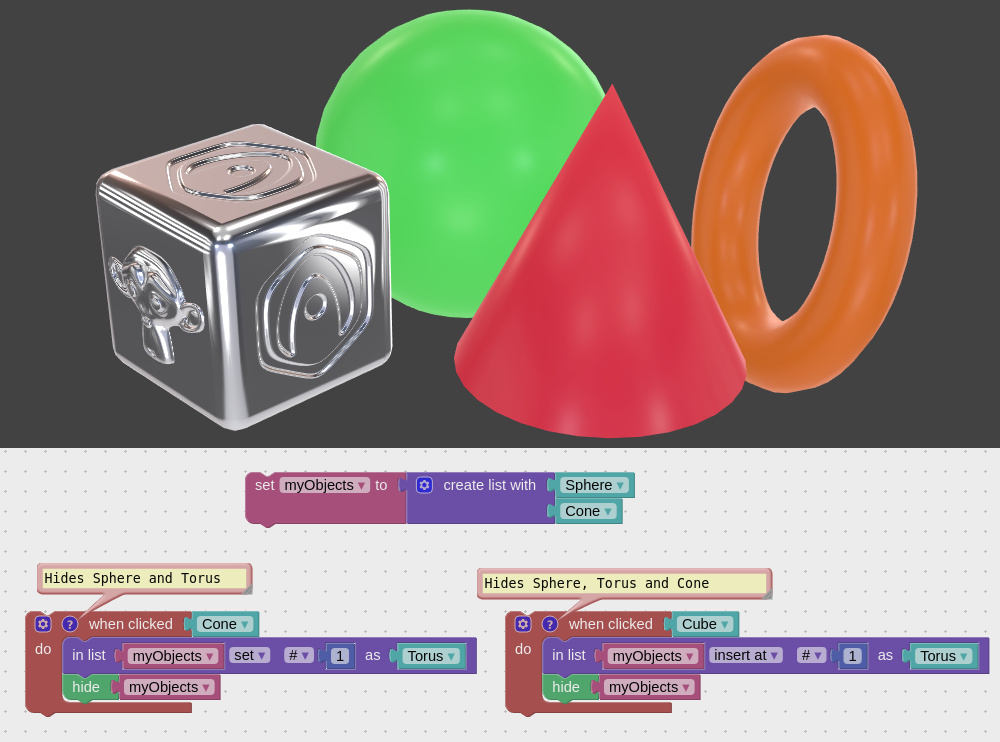 set myObjects ▾ to create list with Sphere ▾
Cone ▾
Hides Sphere and Torus
? when clicked Cone ▾
do in list myObjects ▾ set ▾ # ▾ 1 as Torus ▾
hide myObjects ▾
Hides Sphere, Torus and Cone
? when clicked Cube ▾
do in list myObjects ▾ insert at ▾ # ▾ 1 as Torus ▾
hide myObjects ▾